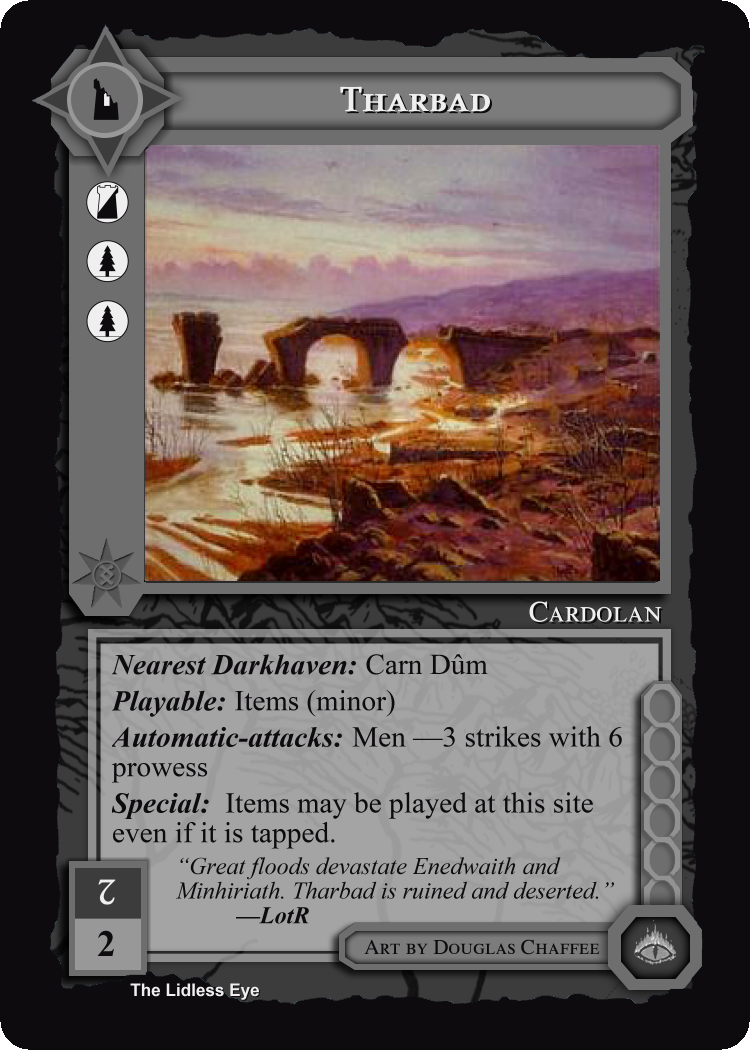 Tharbad
Cardolan
Nearest Darkhaven: Carn Dûm
Playable: Items (minor)
Automatic-attacks: Men —3 strikes with 6
prowess
Special: Items may be played at this site
even if it is tapped.
“Great floods devastate Enedwaith and
Minhiriath. Tharbad is ruined and deserted.”
—LotR
2
2
Art by Douglas Chaffee
The Lidless Eye